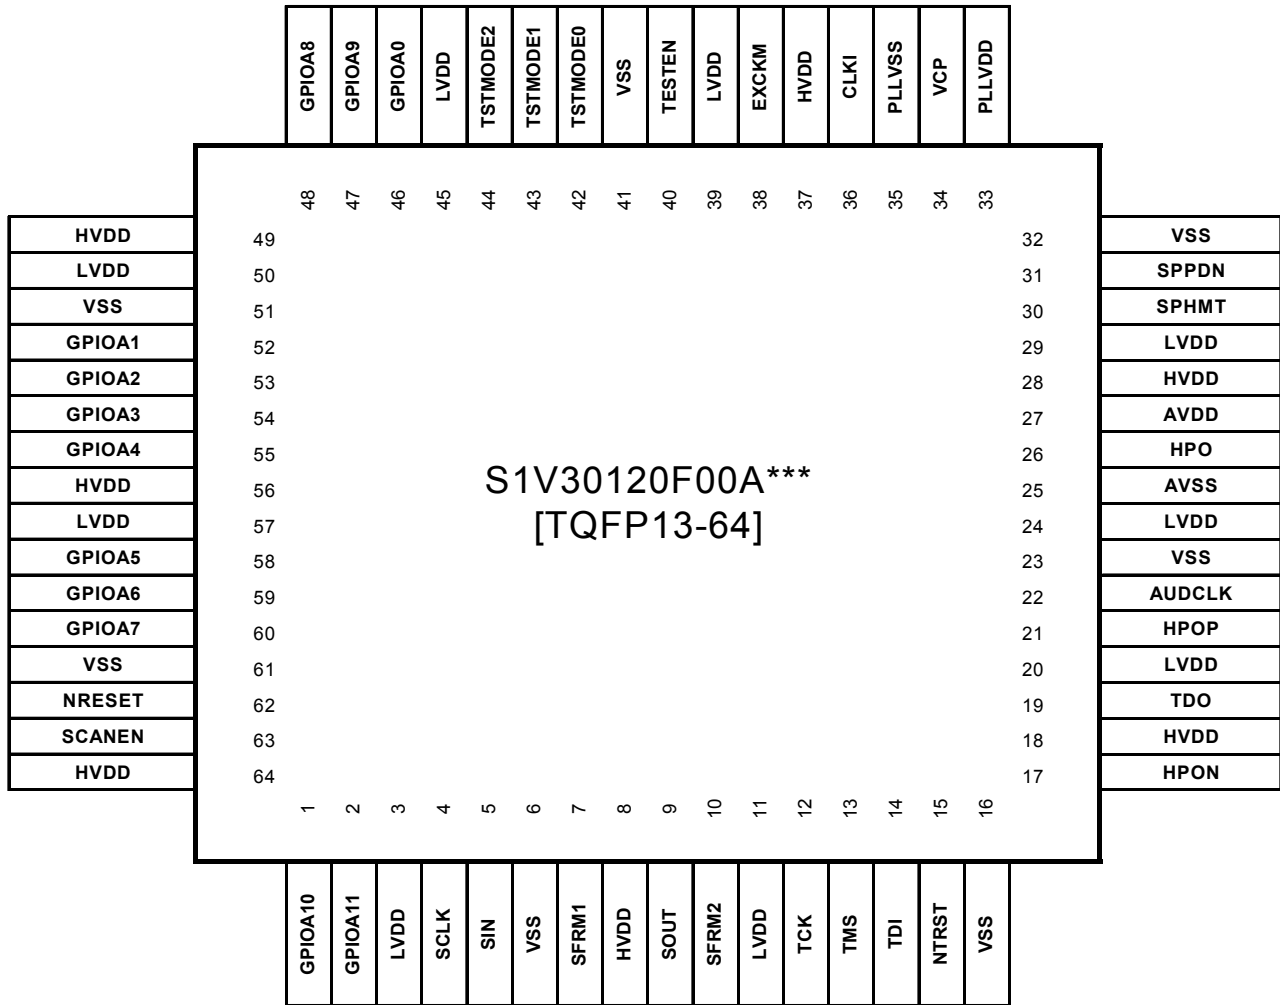 GPIOA8 GPIOA9 GPIOA0 LVDD TSTMODE2 TSTMODE1 TSTMODE0 VSS TESTEN LVDD EXCKM HVDD CLKI PLLVSS VCP PLLVDD
48 47 46 45 44 43 42 41 40 39 38 37 36 35 34 33
HVDD 49 32 VSS
LVDD 50 31 SPPDN
VSS 51 30 SPHMT
GPIOA1 52 29 LVDD
GPIOA2 53 28 HVDD
GPIOA3 54 27 AVDD
GPIOA4 55 26 HPO
HVDD 56 25 AVSS
S1V30120F00A***
[TQFP13-64]
LVDD 57 24 LVDD
GPIOA5 58 23 VSS
GPIOA6 59 22 AUDCLK
GPIOA7 60 21 HPOP
VSS 61 20 LVDD
NRESET 62 19 TDO
SCANEN 63 18 HVDD
HVDD 64 17 HPON
1 2 3 4 5 6 7 8 9 10 11 12 13 14 15 16
GPIOA10 GPIOA11 LVDD SCLK SIN VSS SFRM1 HVDD SOUT SFRM2 LVDD TCK TMS TDI NTRST VSS